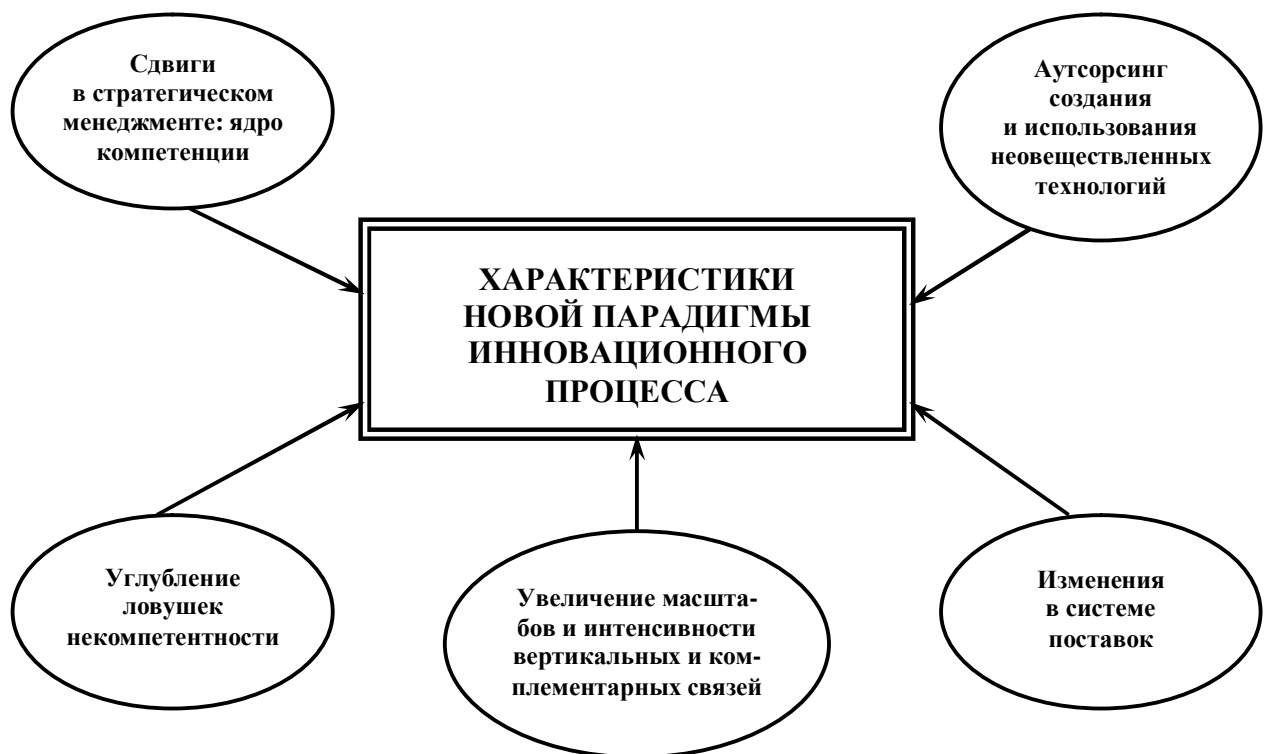 Сдвиги
в стратегическом
менеджменте: ядро
компетенции
Аутсорсинг
создания
и использования
неовеществленных
технологий
ХАРАКТЕРИСТИКИ
НОВОЙ ПАРАДИГМЫ
ИННОВАЦИОННОГО
ПРОЦЕССА
Углубление
ловушек
некомпетентности
Увеличение масшта-
бов и интенсивности
вертикальных и ком-
плементарных связей
Изменения
в системе
поставок